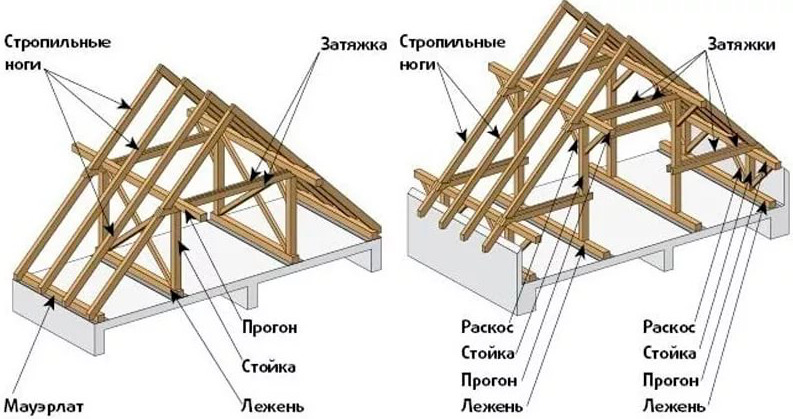 Стропильные
ноги
Затяжка
Прогон
Стойка
Лежень
Мауэрлат
Стропильные
ноги
Затяжки
Раскос
Стойка
Прогон
Лежень
Раскос
Стойка
Прогон
Лежень